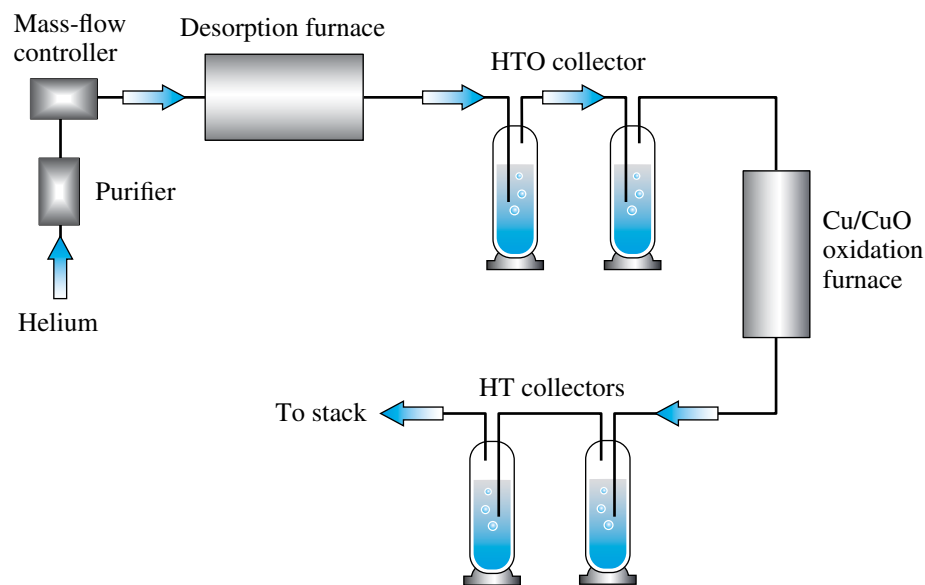 Mass-flow
controller
Desorption furnace
HTO collector
Purifier
Helium
Cu/CuO
oxidation
furnace
HT collectors
To stack